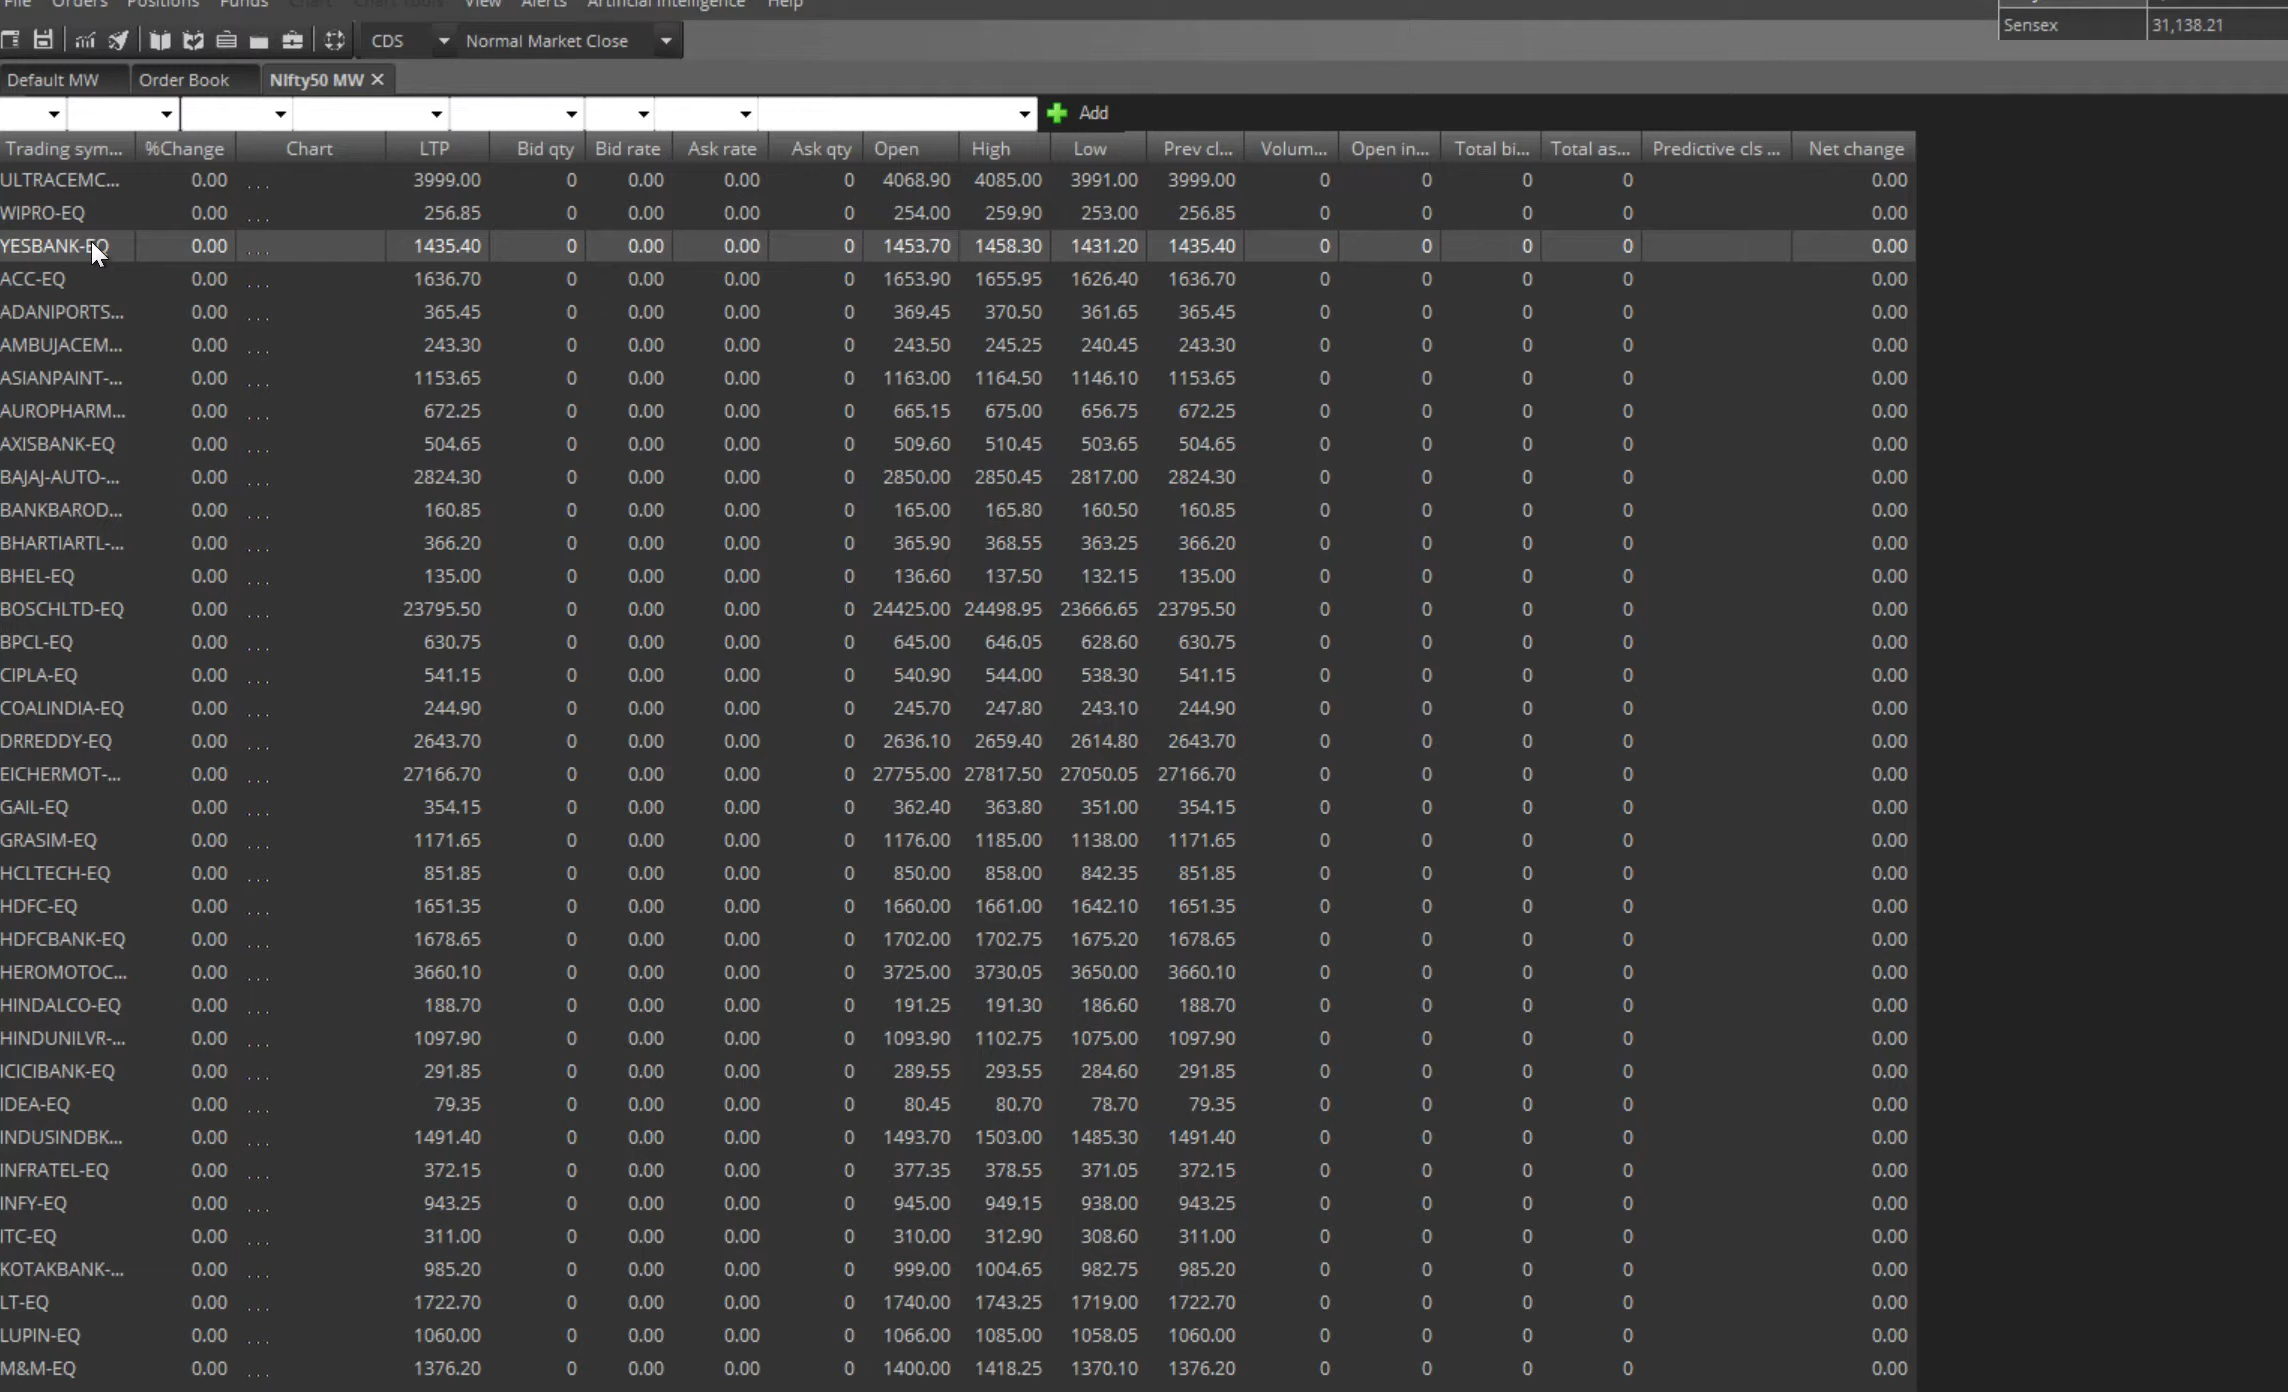 File Orders Positions Funds Chart Chart Tools View Alerts Artificial Intelligence Help
Sensex 31,138.21
CDS Normal Market Close
Default MW Order Book NIfty50 MW
Add
Trading sym... %Change Chart LTP Bid qty Bid rate Ask rate Ask qty Open High Low Prev cl... Volum... Open in... Total bi... Total as... Predictive cls ... Net change
ULTRACEMC... 0.00 ... 3999.00 0 0.00 0.00 0 4068.90 4085.00 3991.00 3999.00 0 0 0 0 0.00
WIPRO-EQ 0.00 ... 256.85 0 0.00 0.00 0 254.00 259.90 253.00 256.85 0 0 0 0 0.00
YESBANK-EQ 0.00 ... 1435.40 0 0.00 0.00 0 1453.70 1458.30 1431.20 1435.40 0 0 0 0 0.00
ACC-EQ 0.00 ... 1636.70 0 0.00 0.00 0 1653.90 1655.95 1626.40 1636.70 0 0 0 0 0.00
ADANIPORTS... 0.00 ... 365.45 0 0.00 0.00 0 369.45 370.50 361.65 365.45 0 0 0 0 0.00
AMBUJACEM... 0.00 ... 243.30 0 0.00 0.00 0 243.50 245.25 240.45 243.30 0 0 0 0 0.00
ASIANPAINT-... 0.00 ... 1153.65 0 0.00 0.00 0 1163.00 1164.50 1146.10 1153.65 0 0 0 0 0.00
AUROPHARM... 0.00 ... 672.25 0 0.00 0.00 0 665.15 675.00 656.75 672.25 0 0 0 0 0.00
AXISBANK-EQ 0.00 ... 504.65 0 0.00 0.00 0 509.60 510.45 503.65 504.65 0 0 0 0 0.00
BAJAJ-AUTO-... 0.00 ... 2824.30 0 0.00 0.00 0 2850.00 2850.45 2817.00 2824.30 0 0 0 0 0.00
BANKBAROD... 0.00 ... 160.85 0 0.00 0.00 0 165.00 165.80 160.50 160.85 0 0 0 0 0.00
BHARTIARTL-... 0.00 ... 366.20 0 0.00 0.00 0 365.90 368.55 363.25 366.20 0 0 0 0 0.00
BHEL-EQ 0.00 ... 135.00 0 0.00 0.00 0 136.60 137.50 132.15 135.00 0 0 0 0 0.00
BOSCHLTD-EQ 0.00 ... 23795.50 0 0.00 0.00 0 24425.00 24498.95 23666.65 23795.50 0 0 0 0 0.00
BPCL-EQ 0.00 ... 630.75 0 0.00 0.00 0 645.00 646.05 628.60 630.75 0 0 0 0 0.00
CIPLA-EQ 0.00 ... 541.15 0 0.00 0.00 0 540.90 544.00 538.30 541.15 0 0 0 0 0.00
COALINDIA-EQ 0.00 ... 244.90 0 0.00 0.00 0 245.70 247.80 243.10 244.90 0 0 0 0 0.00
DRREDDY-EQ 0.00 ... 2643.70 0 0.00 0.00 0 2636.10 2659.40 2614.80 2643.70 0 0 0 0 0.00
EICHERMOT-... 0.00 ... 27166.70 0 0.00 0.00 0 27755.00 27817.50 27050.05 27166.70 0 0 0 0 0.00
GAIL-EQ 0.00 ... 354.15 0 0.00 0.00 0 362.40 363.80 351.00 354.15 0 0 0 0 0.00
GRASIM-EQ 0.00 ... 1171.65 0 0.00 0.00 0 1176.00 1185.00 1138.00 1171.65 0 0 0 0 0.00
HCLTECH-EQ 0.00 ... 851.85 0 0.00 0.00 0 850.00 858.00 842.35 851.85 0 0 0 0 0.00
HDFC-EQ 0.00 ... 1651.35 0 0.00 0.00 0 1660.00 1661.00 1642.10 1651.35 0 0 0 0 0.00
HDFCBANK-EQ 0.00 ... 1678.65 0 0.00 0.00 0 1702.00 1702.75 1675.20 1678.65 0 0 0 0 0.00
HEROMOTOC... 0.00 ... 3660.10 0 0.00 0.00 0 3725.00 3730.05 3650.00 3660.10 0 0 0 0 0.00
HINDALCO-EQ 0.00 ... 188.70 0 0.00 0.00 0 191.25 191.30 186.60 188.70 0 0 0 0 0.00
HINDUNILVR-... 0.00 ... 1097.90 0 0.00 0.00 0 1093.90 1102.75 1075.00 1097.90 0 0 0 0 0.00
ICICIBANK-EQ 0.00 ... 291.85 0 0.00 0.00 0 289.55 293.55 284.60 291.85 0 0 0 0 0.00
IDEA-EQ 0.00 ... 79.35 0 0.00 0.00 0 80.45 80.70 78.70 79.35 0 0 0 0 0.00
INDUSINDBK... 0.00 ... 1491.40 0 0.00 0.00 0 1493.70 1503.00 1485.30 1491.40 0 0 0 0 0.00
INFRATEL-EQ 0.00 ... 372.15 0 0.00 0.00 0 377.35 378.55 371.05 372.15 0 0 0 0 0.00
INFY-EQ 0.00 ... 943.25 0 0.00 0.00 0 945.00 949.15 938.00 943.25 0 0 0 0 0.00
ITC-EQ 0.00 ... 311.00 0 0.00 0.00 0 310.00 312.90 308.60 311.00 0 0 0 0 0.00
KOTAKBANK-... 0.00 ... 985.20 0 0.00 0.00 0 999.00 1004.65 982.75 985.20 0 0 0 0 0.00
LT-EQ 0.00 ... 1722.70 0 0.00 0.00 0 1740.00 1743.25 1719.00 1722.70 0 0 0 0 0.00
LUPIN-EQ 0.00 ... 1060.00 0 0.00 0.00 0 1066.00 1085.00 1058.05 1060.00 0 0 0 0 0.00
M&M-EQ 0.00 ... 1376.20 0 0.00 0.00 0 1400.00 1418.25 1370.10 1376.20 0 0 0 0 0.00